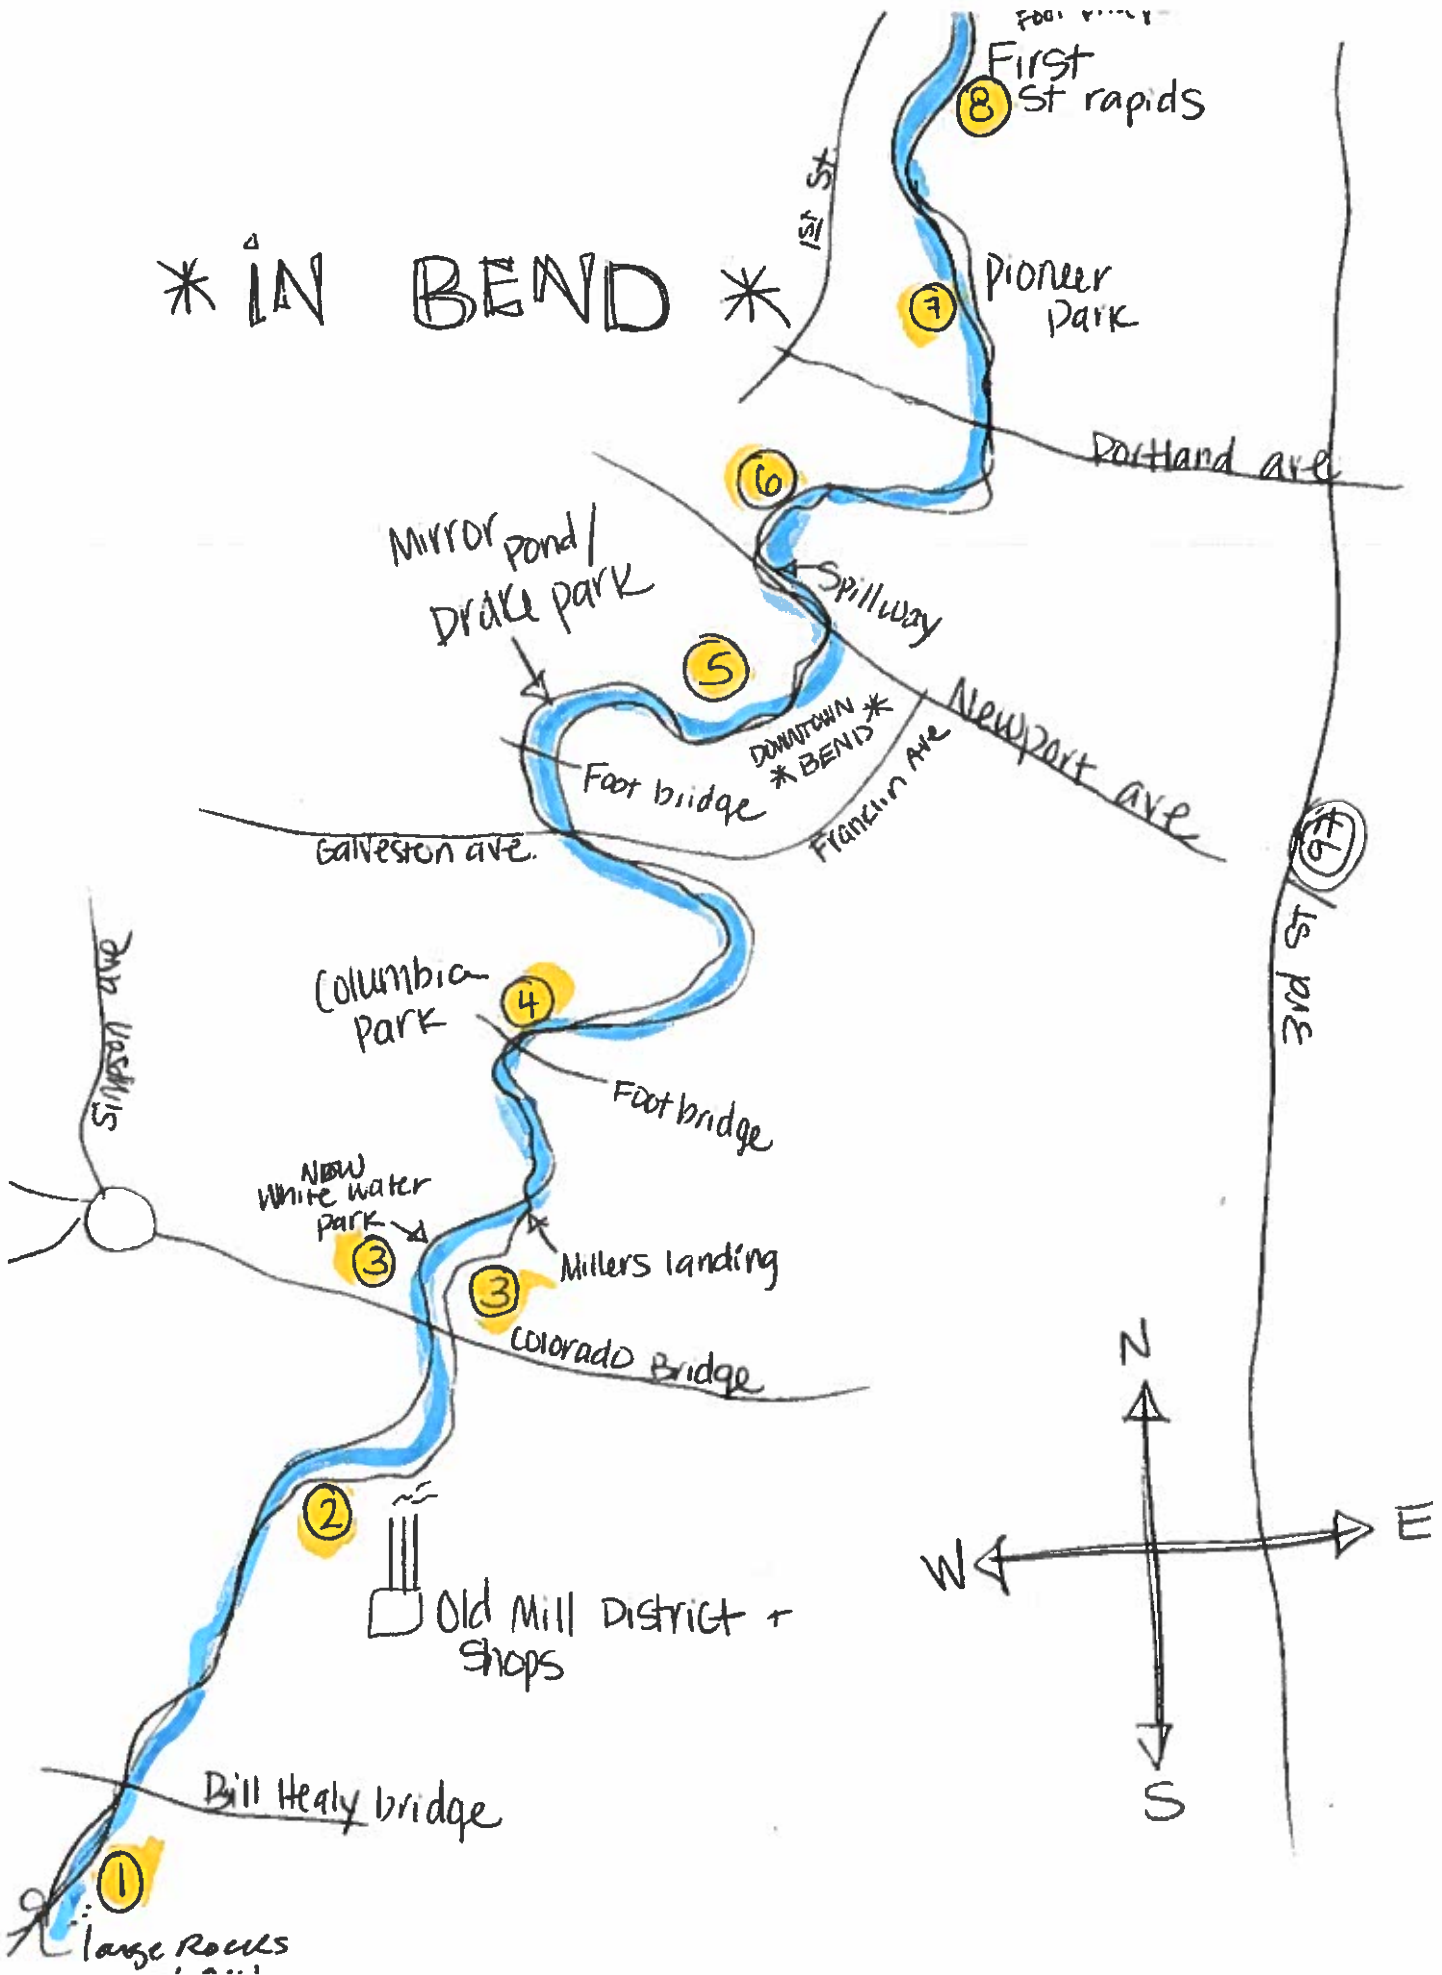 First
8 St rapids
1st St.
* iN BEND *
Pioneer
7
Park
Portland ave
6
Mirror pond/
Drake park
Spillway
5
DOWNTOWN
* BEND *
Newport ave
Foot bridge
Franklin Ave
Galveston ave.
97
3rd St
Simpson ave
Columbia
Park
4
Foot bridge
New
White water
park
3
Millers landing
3
Colorado Bridge
N
W
E
S
2
Old Mill District +
Shops
Bill Healy bridge
1
large Rocks